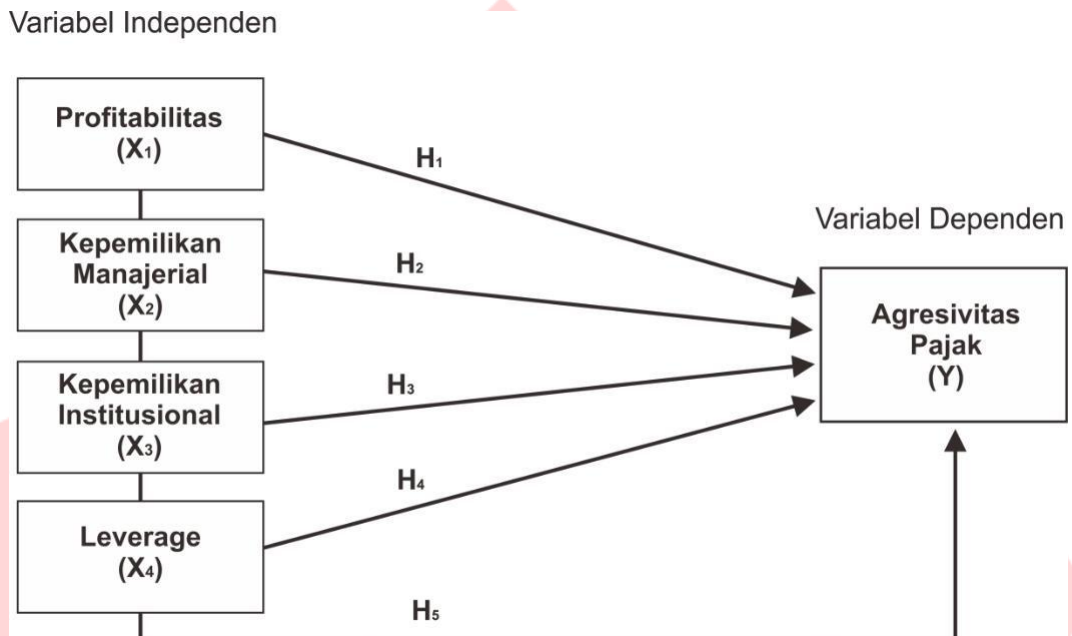 Variabel Independen
Profitabilitas
(X₁)
H₁
Kepemilikan
Manajerial
(X₂)
H₂
Variabel Dependen
Agresivitas
Pajak
(Y)
Kepemilikan
Institusional
(X₃)
H₃
Leverage
(X₄)
H₄
H₅